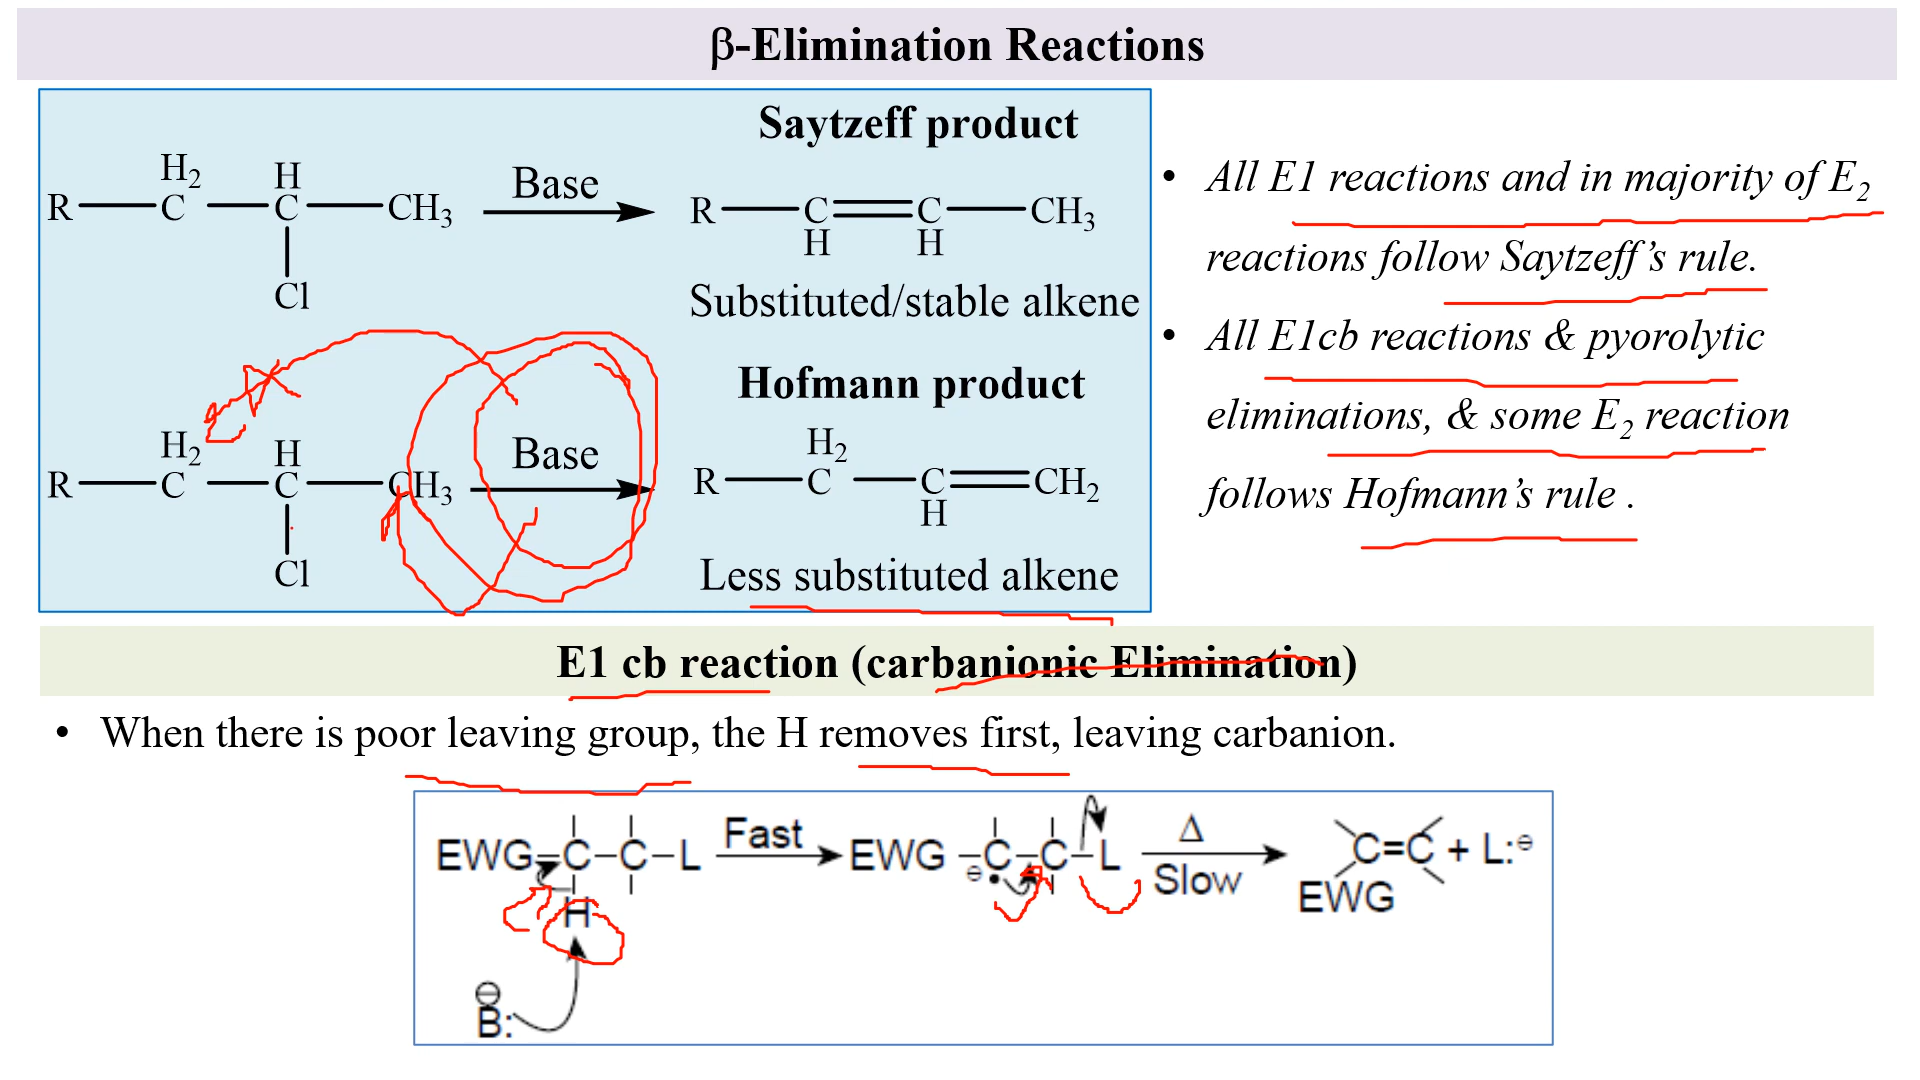 β-Elimination Reactions
Saytzeff product
H2 H
R C C CH3 Base R C C CH3
H H
Cl
Substituted/stable alkene
Hofmann product
H2 H
R C C CH3 Base
Cl
H2
R C C CH2
H
Less substituted alkene
• All E1 reactions and in majority of E2
reactions follow Saytzeff’s rule.
• All E1cb reactions & pyorolytic
eliminations, & some E2 reaction
follows Hofmann’s rule .
E1 cb reaction (carbanionic Elimination)
• When there is poor leaving group, the H removes first, leaving carbanion.
EWG–C–C–L Fast EWG–C–C–L Δ Slow C=C + L:⊖
H ⊖ EWG
⊖
B: